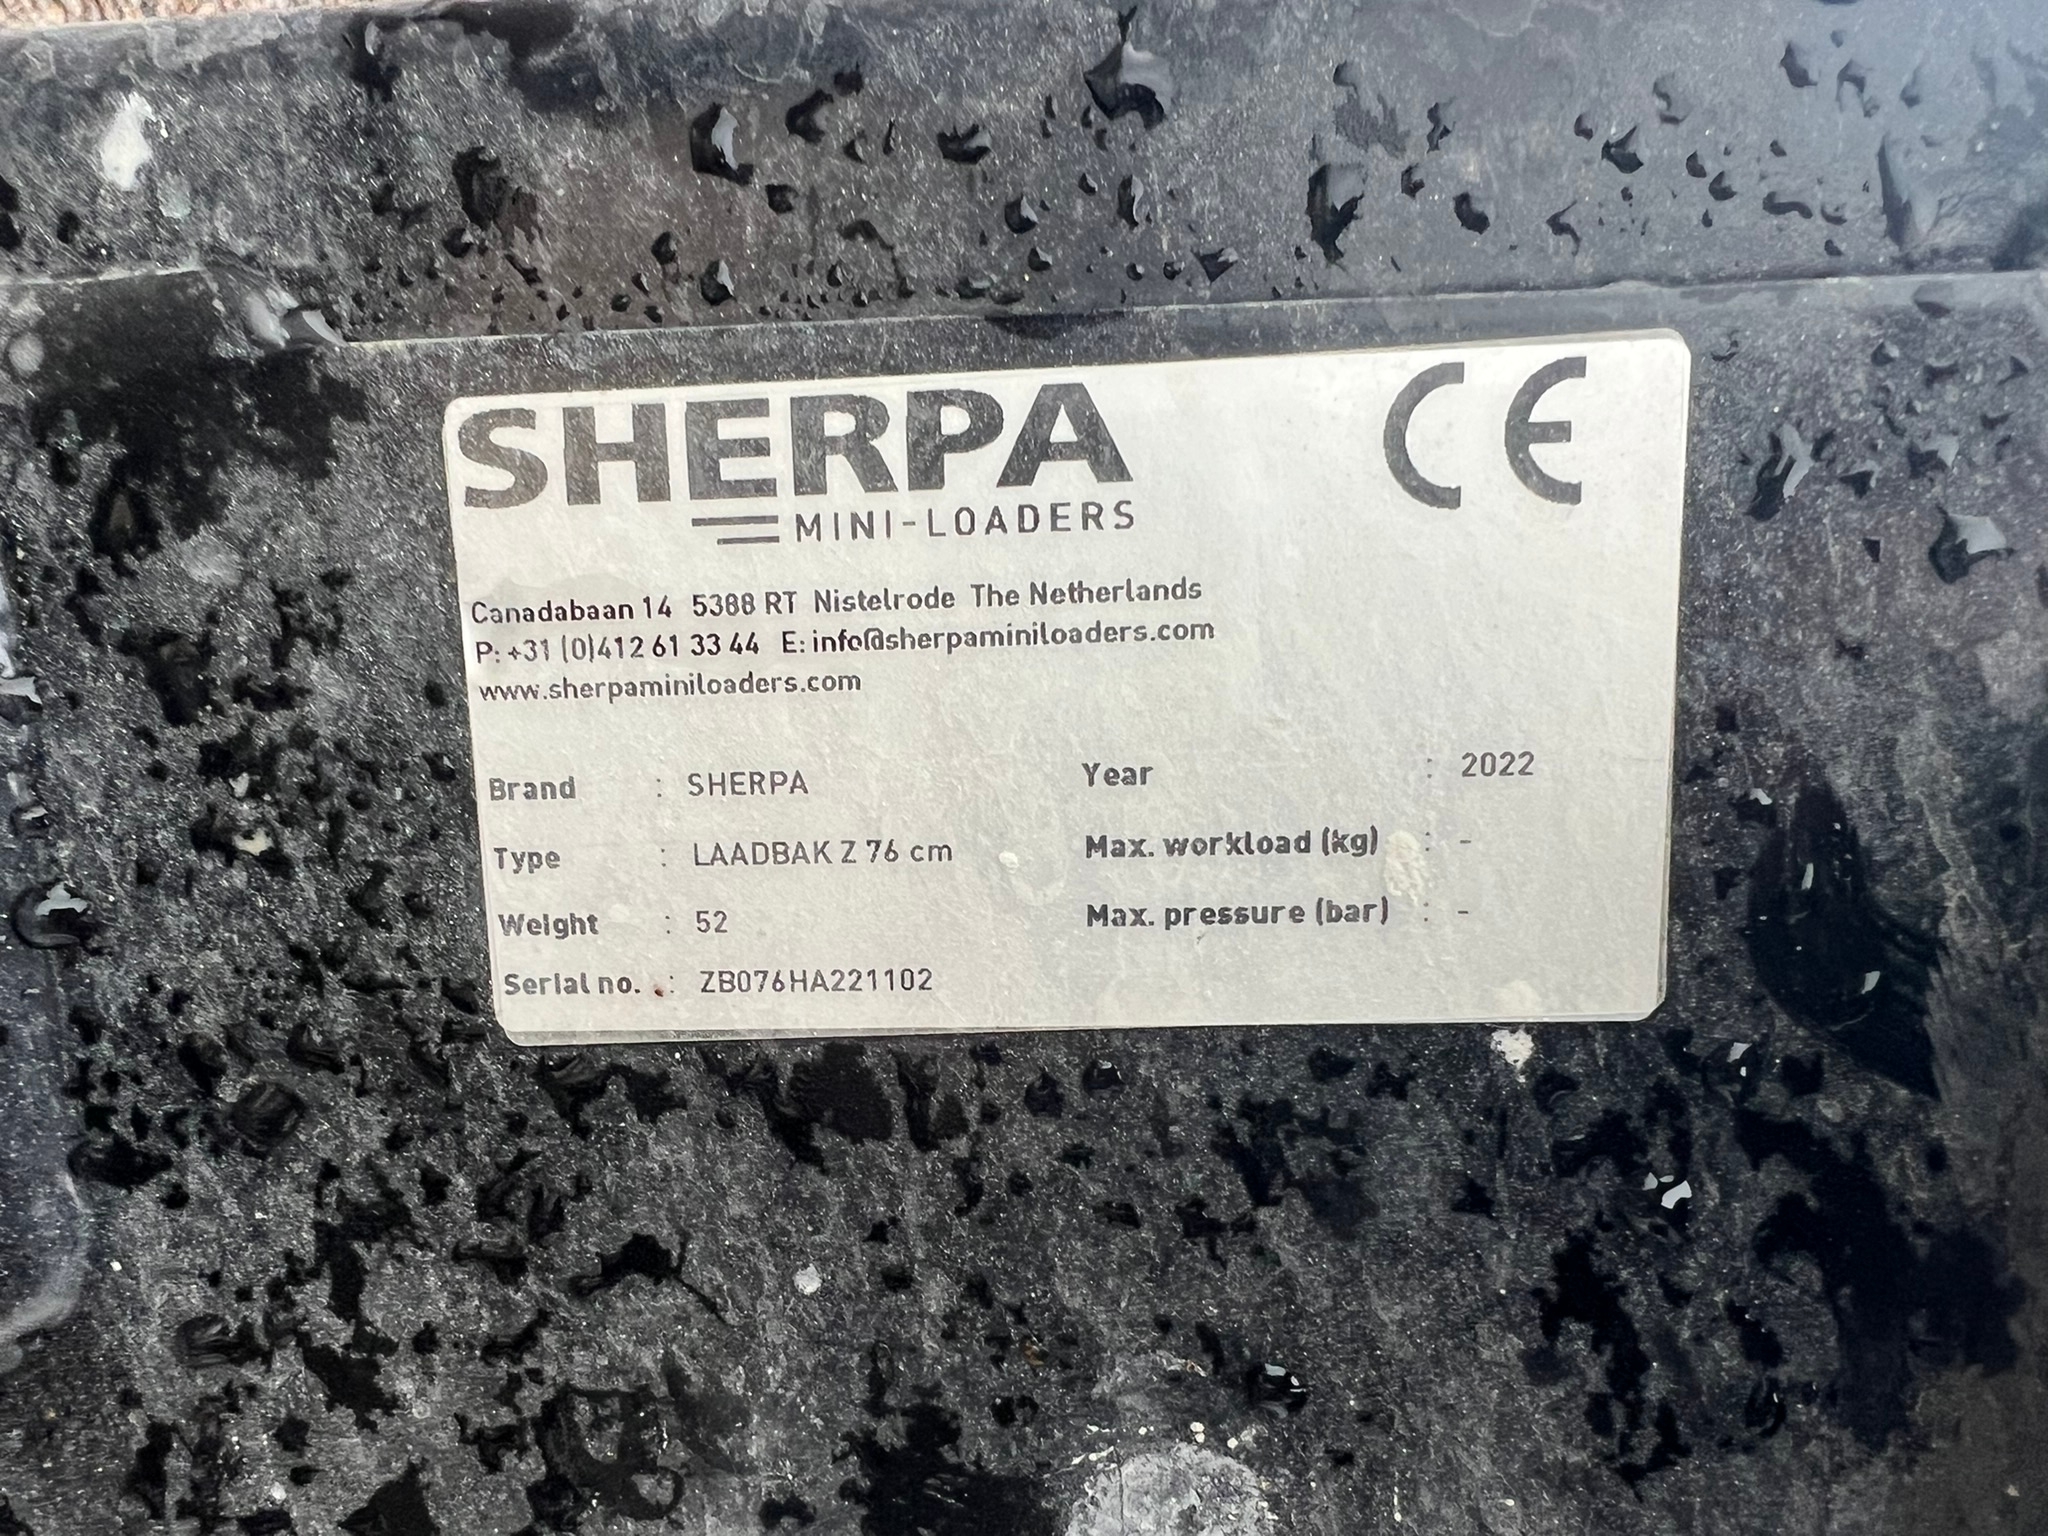 SHERPA
MINI-LOADERS
CE
Canadabaan 14 5388 RT Nistelrode The Netherlands
P: +31 (0)412 61 33 44 E: info@sherpaminiloaders.com
www.sherpaminiloaders.com
Brand : SHERPA Year : 2022
Type : LAADBAK Z 76 cm Max. workload (kg) : -
Weight : 52 Max. pressure (bar) : -
Serial no. : ZB076HA221102